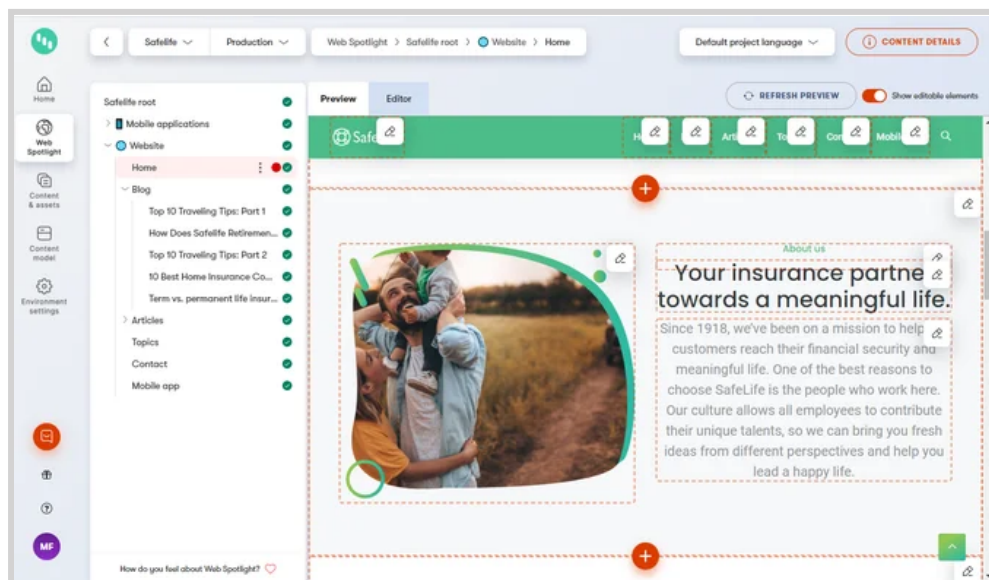 Safelife
Production
Web Spotlight > Safelife root > Website > Home
Default project language
CONTENT DETAILS
Home
Web
Spotlight
Content
& assets
Content
model
Environment
settings
MF
Safelife root
Mobile applications
Website
Home
Blog
Top 10 Traveling Tips: Part 1
How Does Safelife Retiremen...
Top 10 Traveling Tips: Part 2
10 Best Home Insurance Co...
Term vs. permanent life insur...
Articles
Topics
Contact
Mobile app
How do you feel about Web Spotlight?
Preview
Editor
REFRESH PREVIEW
Show editable elements
About us
Your insurance partne
towards a meaningful life.
Since 1918, we've been on a mission to help
customers reach their financial security and
meaningful life. One of the best reasons to
choose SafeLife is the people who work here.
Our culture allows all employees to contribute
their unique talents, so we can bring you fresh
ideas from different perspectives and help you
lead a happy life.